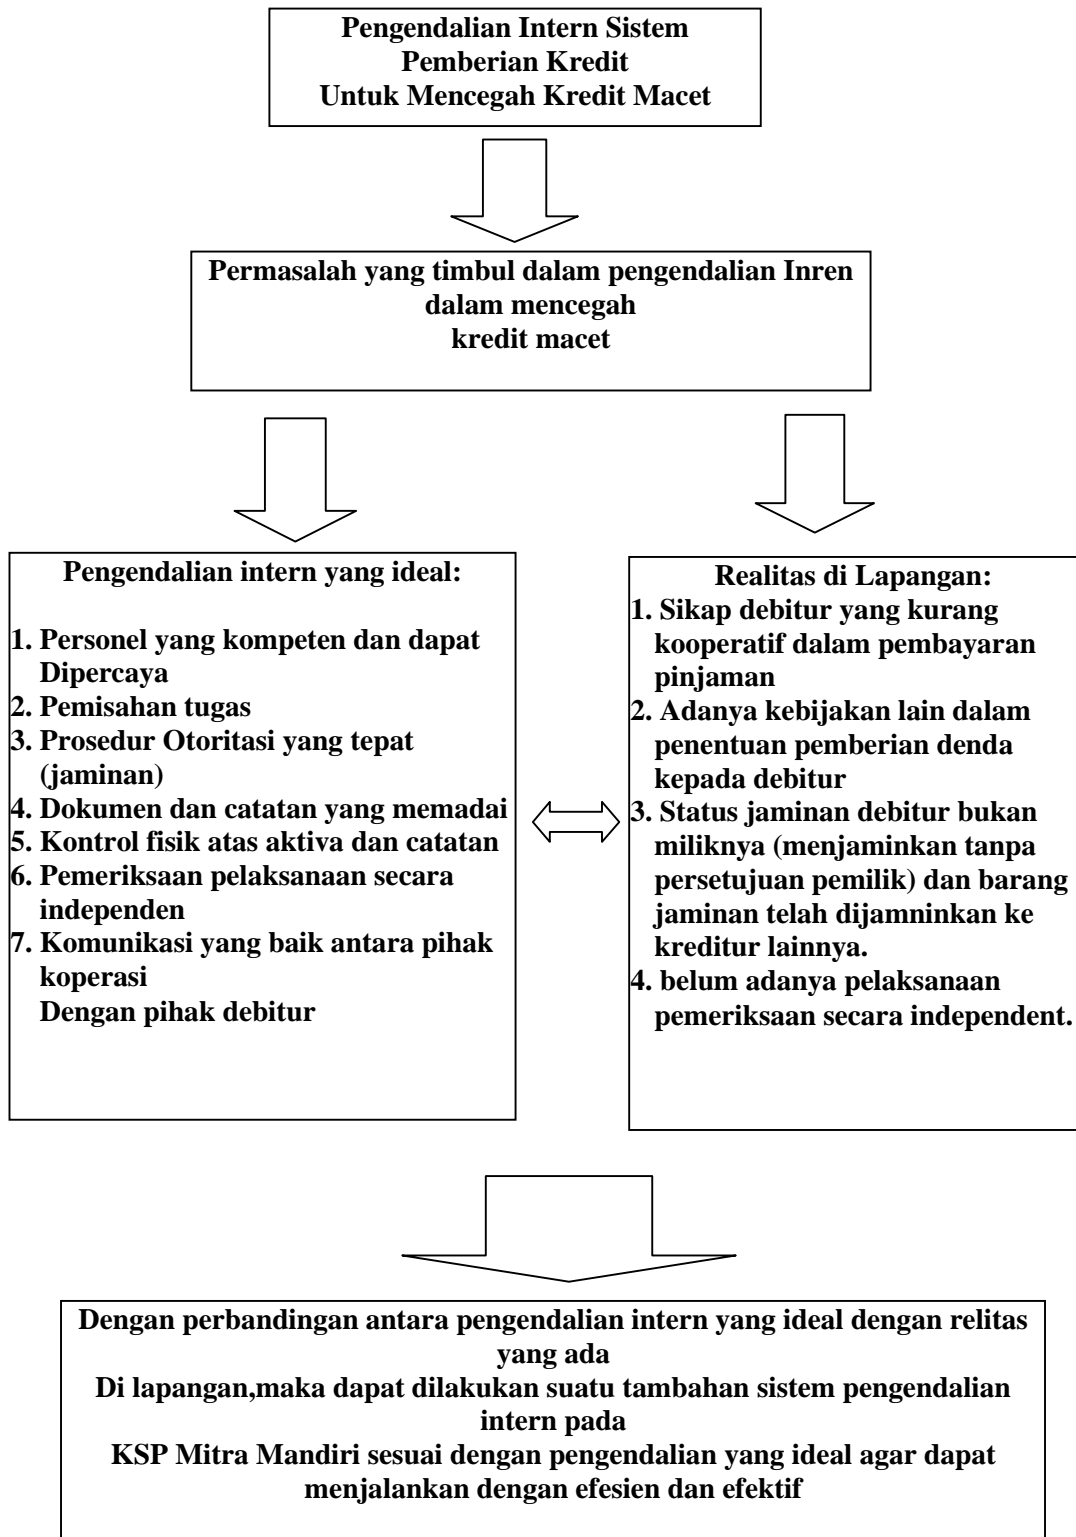 Pengendalian Intern Sistem
Pemberian Kredit
Untuk Mencegah Kredit Macet
Permasalah yang timbul dalam pengendalian Inren
dalam mencegah
kredit macet
Pengendalian intern yang ideal:
1. Personel yang kompeten dan dapat
Dipercaya
2. Pemisahan tugas
3. Prosedur Otoritasi yang tepat
(jaminan)
4. Dokumen dan catatan yang memadai
5. Kontrol fisik atas aktiva dan catatan
6. Pemeriksaan pelaksanaan secara
independen
7. Komunikasi yang baik antara pihak
koperasi
Dengan pihak debitur
Realitas di Lapangan:
1. Sikap debitur yang kurang
kooperatif dalam pembayaran
pinjaman
2. Adanya kebijakan lain dalam
penentuan pemberian denda
kepada debitur
3. Status jaminan debitur bukan
miliknya (menjaminkan tanpa
persetujuan pemilik) dan barang
jaminan telah dijamninkan ke
kreditur lainnya.
4. belum adanya pelaksanaan
pemeriksaan secara independent.
Dengan perbandingan antara pengendalian intern yang ideal dengan relitas
yang ada
Di lapangan,maka dapat dilakukan suatu tambahan sistem pengendalian
intern pada
KSP Mitra Mandiri sesuai dengan pengendalian yang ideal agar dapat
menjalankan dengan efesien dan efektif